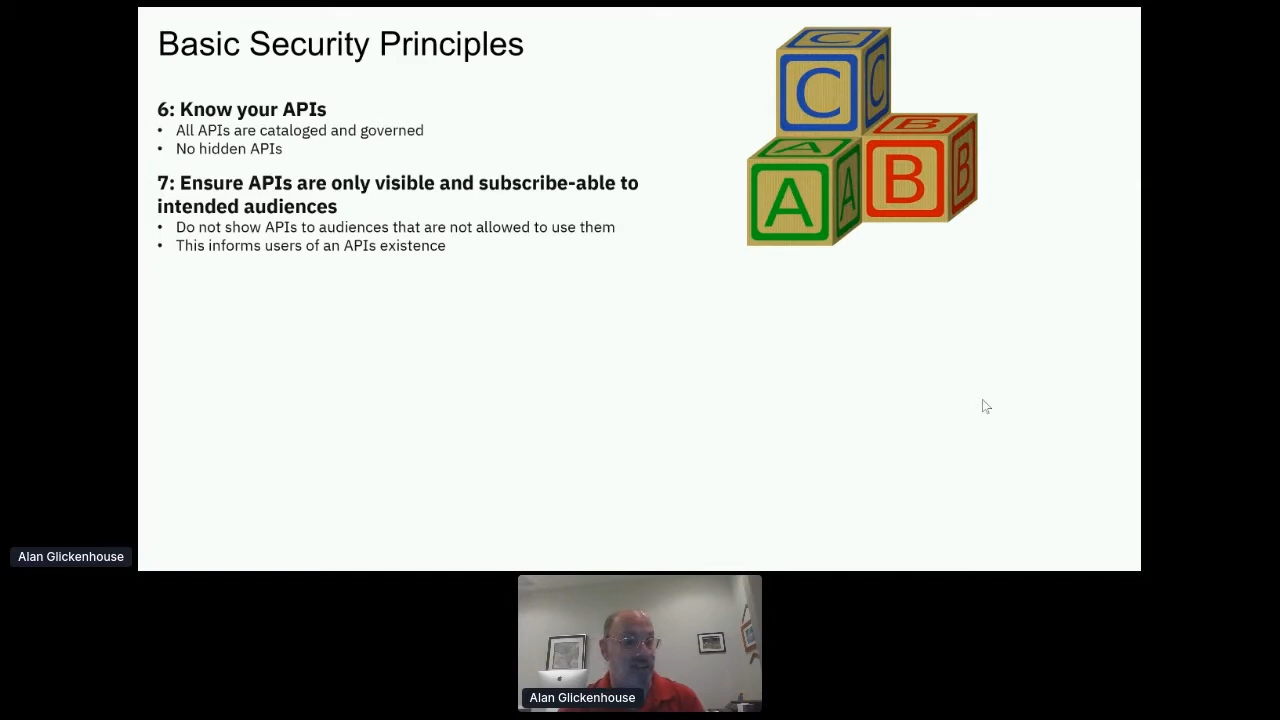 Basic Security Principles
6: Know your APIs
• All APIs are cataloged and governed
• No hidden APIs
7: Ensure APIs are only visible and subscribe-able to
intended audiences
• Do not show APIs to audiences that are not allowed to use them
• This informs users of an APIs existence
C C C
A A A
B B B
Alan Glickenhouse
Alan Glickenhouse